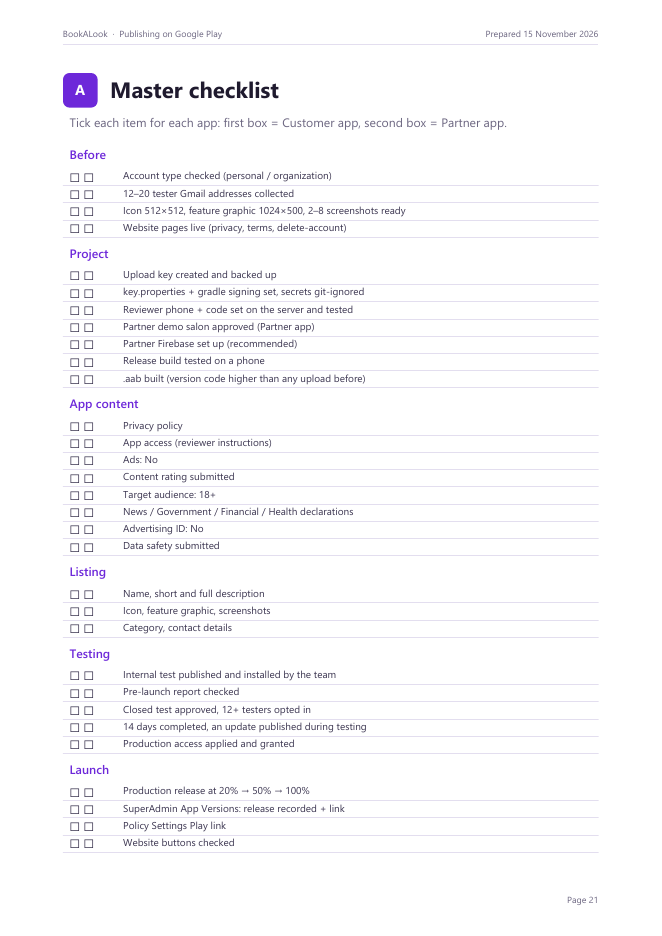 BookALook · Publishing on Google Play
Prepared 15 November 2026
A
Master checklist
Tick each item for each app: first box = Customer app, second box = Partner app.
Before
☐ ☐ Account type checked (personal / organization)
☐ ☐ 12–20 tester Gmail addresses collected
☐ ☐ Icon 512×512, feature graphic 1024×500, 2–8 screenshots ready
☐ ☐ Website pages live (privacy, terms, delete-account)
Project
☐ ☐ Upload key created and backed up
☐ ☐ key.properties + gradle signing set, secrets git-ignored
☐ ☐ Reviewer phone + code set on the server and tested
☐ ☐ Partner demo salon approved (Partner app)
☐ ☐ Partner Firebase set up (recommended)
☐ ☐ Release build tested on a phone
☐ ☐ .aab built (version code higher than any upload before)
App content
☐ ☐ Privacy policy
☐ ☐ App access (reviewer instructions)
☐ ☐ Ads: No
☐ ☐ Content rating submitted
☐ ☐ Target audience: 18+
☐ ☐ News / Government / Financial / Health declarations
☐ ☐ Advertising ID: No
☐ ☐ Data safety submitted
Listing
☐ ☐ Name, short and full description
☐ ☐ Icon, feature graphic, screenshots
☐ ☐ Category, contact details
Testing
☐ ☐ Internal test published and installed by the team
☐ ☐ Pre-launch report checked
☐ ☐ Closed test approved, 12+ testers opted in
☐ ☐ 14 days completed, an update published during testing
☐ ☐ Production access applied and granted
Launch
☐ ☐ Production release at 20% → 50% → 100%
☐ ☐ SuperAdmin App Versions: release recorded + link
☐ ☐ Policy Settings Play link
☐ ☐ Website buttons checked
Page 21